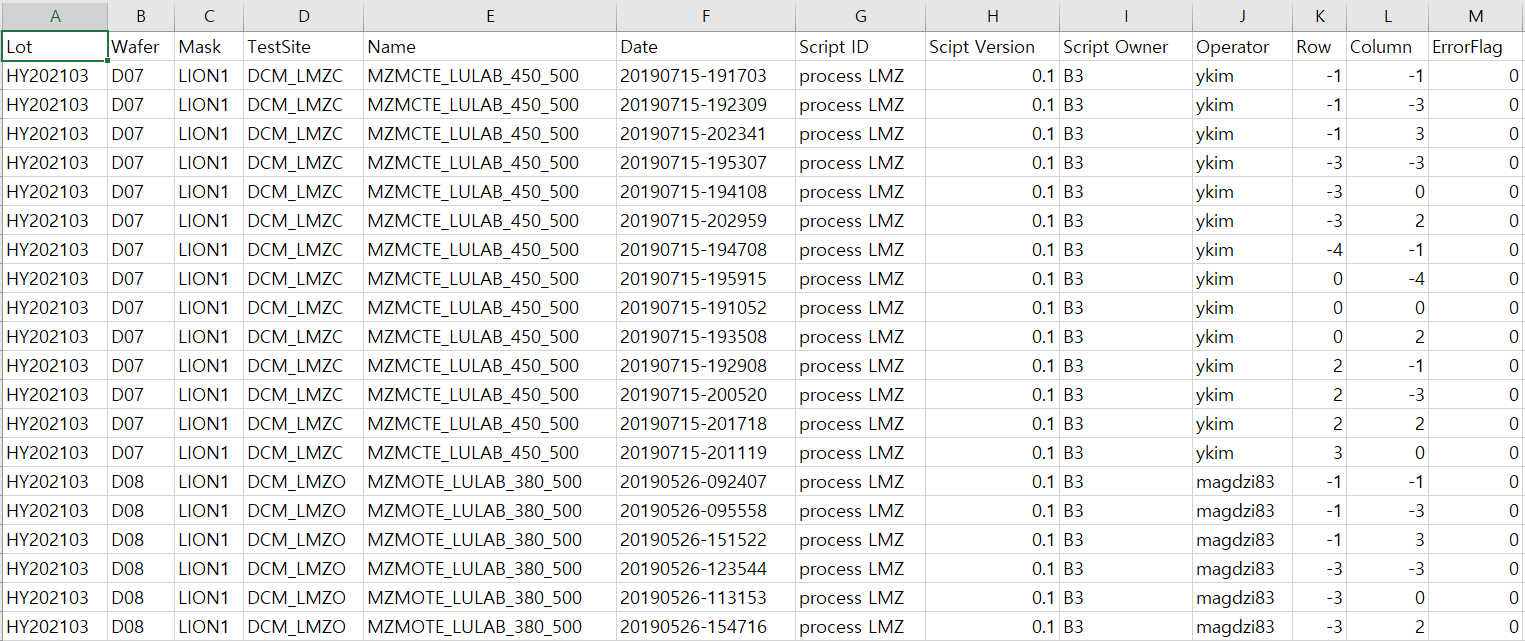 A B C D E F G H I J K L M
Lot Wafer Mask TestSite Name Date Script ID Scipt Version Script Owner Operator Row Column ErrorFlag
HY202103 D07 LION1 DCM_LMZC MZMCTE_LULAB_450_500 20190715-191703 process LMZ 0.1 B3 ykim -1 -1 0
HY202103 D07 LION1 DCM_LMZC MZMCTE_LULAB_450_500 20190715-192309 process LMZ 0.1 B3 ykim -1 -3 0
HY202103 D07 LION1 DCM_LMZC MZMCTE_LULAB_450_500 20190715-202341 process LMZ 0.1 B3 ykim -1 3 0
HY202103 D07 LION1 DCM_LMZC MZMCTE_LULAB_450_500 20190715-195307 process LMZ 0.1 B3 ykim -3 -3 0
HY202103 D07 LION1 DCM_LMZC MZMCTE_LULAB_450_500 20190715-194108 process LMZ 0.1 B3 ykim -3 0 0
HY202103 D07 LION1 DCM_LMZC MZMCTE_LULAB_450_500 20190715-202959 process LMZ 0.1 B3 ykim -3 2 0
HY202103 D07 LION1 DCM_LMZC MZMCTE_LULAB_450_500 20190715-194708 process LMZ 0.1 B3 ykim -4 -1 0
HY202103 D07 LION1 DCM_LMZC MZMCTE_LULAB_450_500 20190715-195915 process LMZ 0.1 B3 ykim 0 -4 0
HY202103 D07 LION1 DCM_LMZC MZMCTE_LULAB_450_500 20190715-191052 process LMZ 0.1 B3 ykim 0 0 0
HY202103 D07 LION1 DCM_LMZC MZMCTE_LULAB_450_500 20190715-193508 process LMZ 0.1 B3 ykim 0 2 0
HY202103 D07 LION1 DCM_LMZC MZMCTE_LULAB_450_500 20190715-192908 process LMZ 0.1 B3 ykim 2 -1 0
HY202103 D07 LION1 DCM_LMZC MZMCTE_LULAB_450_500 20190715-200520 process LMZ 0.1 B3 ykim 2 -3 0
HY202103 D07 LION1 DCM_LMZC MZMCTE_LULAB_450_500 20190715-201718 process LMZ 0.1 B3 ykim 2 2 0
HY202103 D07 LION1 DCM_LMZC MZMCTE_LULAB_450_500 20190715-201119 process LMZ 0.1 B3 ykim 3 0 0
HY202103 D08 LION1 DCM_LMZO MZMOTE_LULAB_380_500 20190526-092407 process LMZ 0.1 B3 magdzi83 -1 -1 0
HY202103 D08 LION1 DCM_LMZO MZMOTE_LULAB_380_500 20190526-095558 process LMZ 0.1 B3 magdzi83 -1 -3 0
HY202103 D08 LION1 DCM_LMZO MZMOTE_LULAB_380_500 20190526-151522 process LMZ 0.1 B3 magdzi83 -1 3 0
HY202103 D08 LION1 DCM_LMZO MZMOTE_LULAB_380_500 20190526-123544 process LMZ 0.1 B3 magdzi83 -3 -3 0
HY202103 D08 LION1 DCM_LMZO MZMOTE_LULAB_380_500 20190526-113153 process LMZ 0.1 B3 magdzi83 -3 0 0
HY202103 D08 LION1 DCM_LMZO MZMOTE_LULAB_380_500 20190526-154716 process LMZ 0.1 B3 magdzi83 -3 2 0